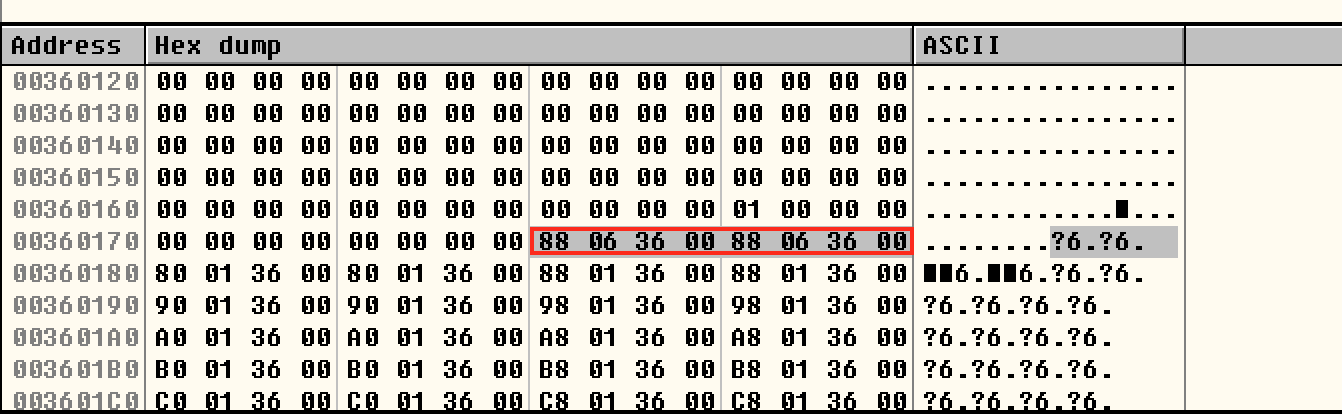 Address Hex dump ASCII
00360120 00 00 00 00 00 00 00 00 00 00 00 00 00 00 00 00 ................
00360130 00 00 00 00 00 00 00 00 00 00 00 00 00 00 00 00 ................
00360140 00 00 00 00 00 00 00 00 00 00 00 00 00 00 00 00 ................
00360150 00 00 00 00 00 00 00 00 00 00 00 00 00 00 00 00 ................
00360160 00 00 00 00 00 00 00 00 00 00 00 00 01 00 00 00 ............■...
00360170 00 00 00 00 00 00 00 00 88 06 36 00 88 06 36 00 ........?6.?6.
00360180 80 01 36 00 80 01 36 00 88 01 36 00 88 01 36 00 ■■6.■■6.?6.?6.
00360190 90 01 36 00 90 01 36 00 98 01 36 00 98 01 36 00 ?6.?6.?6.?6.
003601A0 A0 01 36 00 A0 01 36 00 A8 01 36 00 A8 01 36 00 ?6.?6.?6.?6.
003601B0 B0 01 36 00 B0 01 36 00 B8 01 36 00 B8 01 36 00 ?6.?6.?6.?6.
003601C0 C0 01 36 00 C0 01 36 00 C8 01 36 00 C8 01 36 00 ?6.?6.?6.?6.